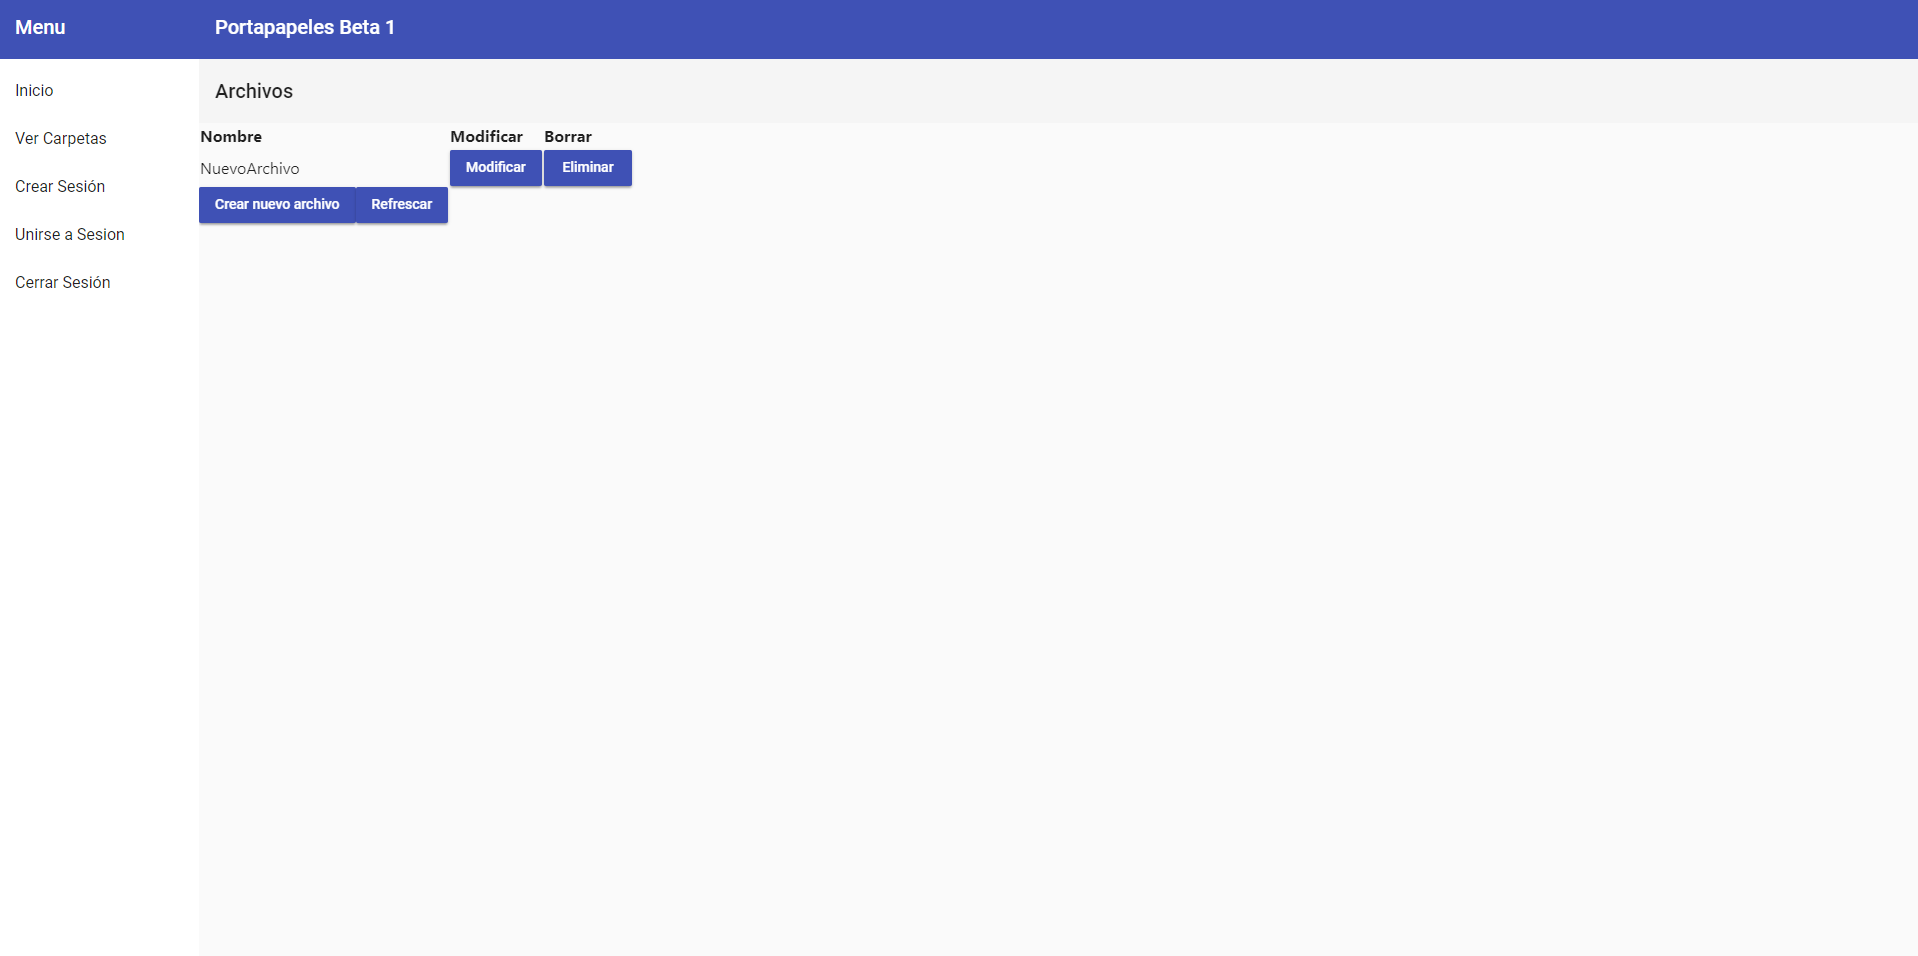 Menu
Portapapeles Beta 1
Inicio
Ver Carpetas
Crear Sesión
Unirse a Sesion
Cerrar Sesión
Archivos
Nombre Modificar Borrar
NuevoArchivo Modificar Eliminar
Crear nuevo archivo Refrescar